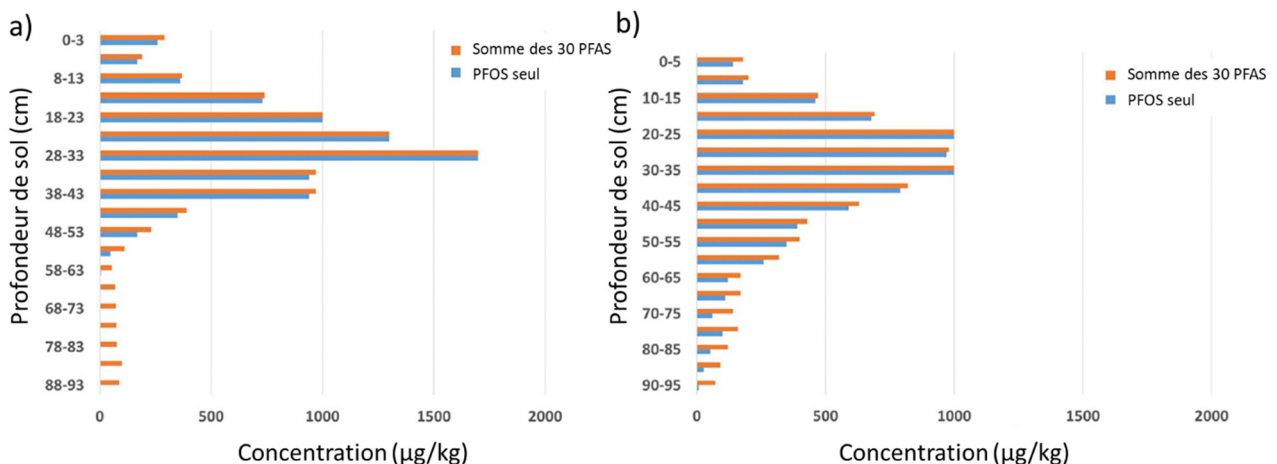 a)
Somme des 30 PFAS
PFOS seul
Profondeur de sol (cm)
0-3
8-13
18-23
28-33
38-43
48-53
58-63
68-73
78-83
88-93
0 500 1000 1500 2000
Concentration (µg/kg)
b)
Somme des 30 PFAS
PFOS seul
Profondeur de sol (cm)
0-5
10-15
20-25
30-35
40-45
50-55
60-65
70-75
80-85
90-95
0 500 1000 1500 2000
Concentration (µg/kg)